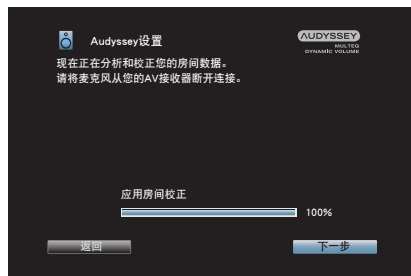 Audyssey设置
AUDYSSEY
MULTEQ
DYNAMIC VOLUME
现在正在分析和校正您的房间数据。
请将麦克风从您的AV接收器断开连接。
应用房间校正
100%
返回
下一步